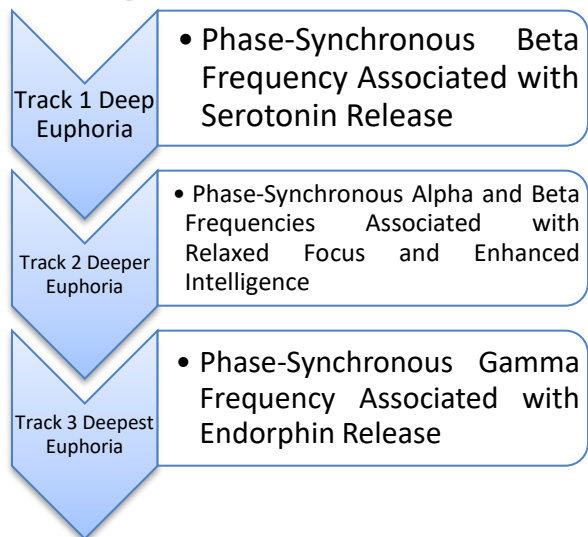 Track 1 Deep
Euphoria
• Phase-Synchronous Beta
Frequency Associated with
Serotonin Release
Track 2 Deeper
Euphoria
• Phase-Synchronous Alpha and Beta
Frequencies Associated with
Relaxed Focus and Enhanced
Intelligence
Track 3 Deepest
Euphoria
• Phase-Synchronous Gamma
Frequency Associated with
Endorphin Release